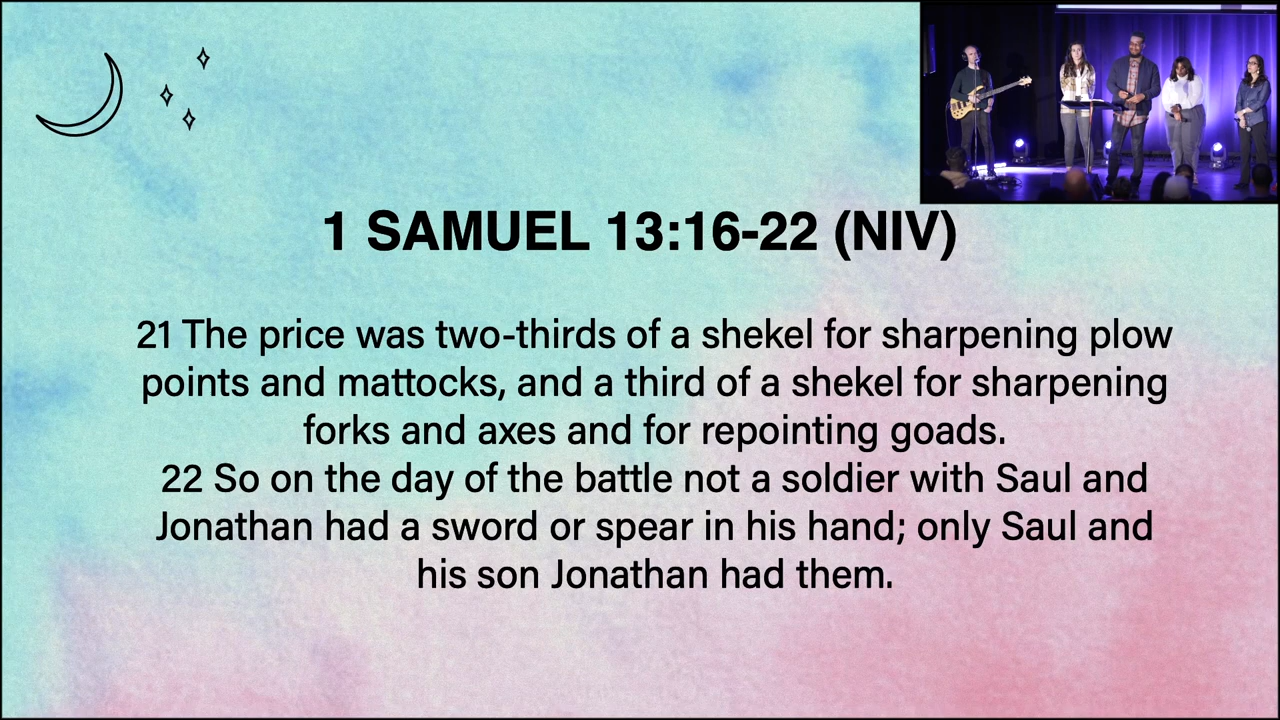 1 SAMUEL 13:16-22 (NIV)
21 The price was two-thirds of a shekel for sharpening plow
points and mattocks, and a third of a shekel for sharpening
forks and axes and for repointing goads.
22 So on the day of the battle not a soldier with Saul and
Jonathan had a sword or spear in his hand; only Saul and
his son Jonathan had them.